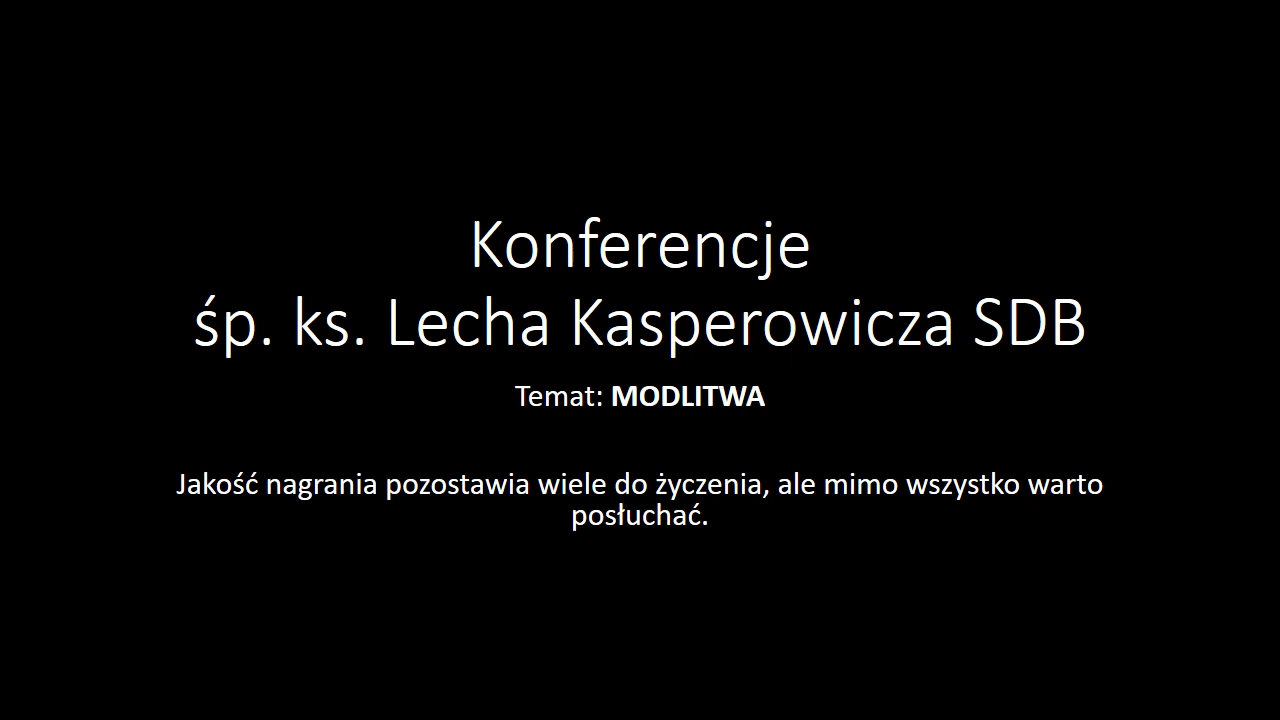 Konferencje
śp. ks. Lecha Kasperowicza SDB
Temat: MODLITWA
Jakość nagrania pozostawia wiele do życzenia, ale mimo wszystko warto
posłuchać.